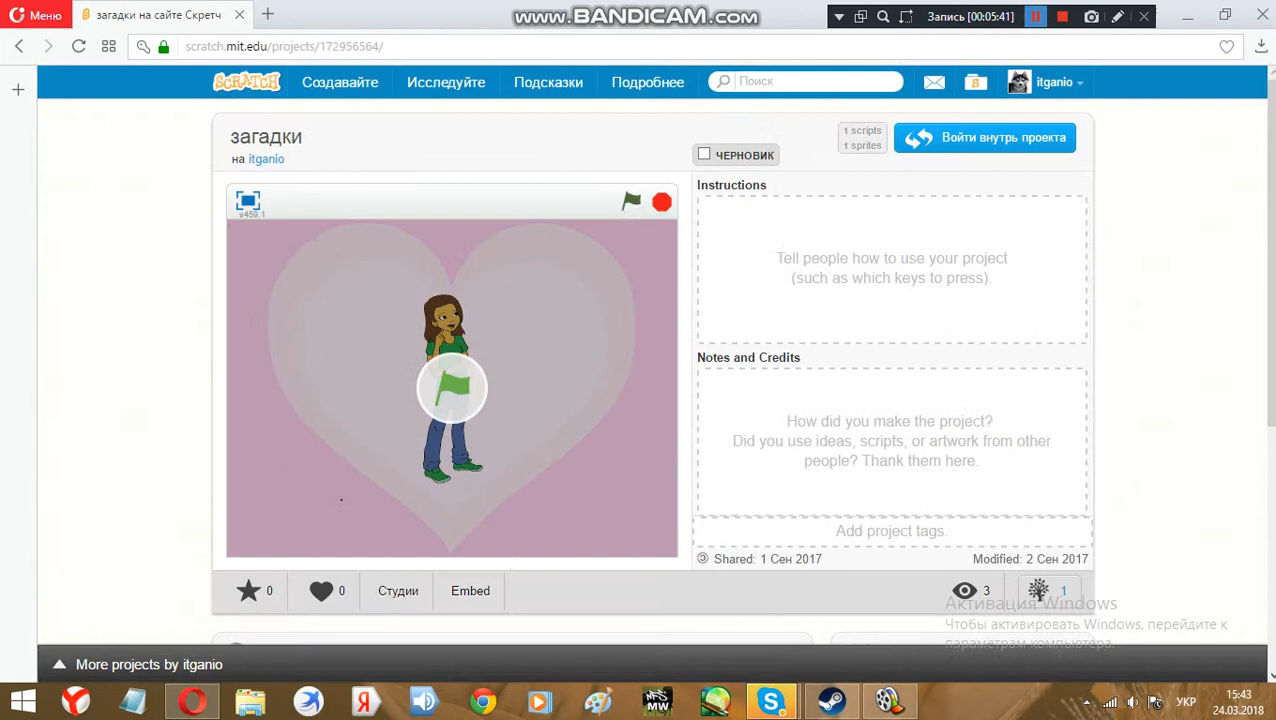 Меню
загадки на сайте Скретч
www.BANDICAM.com
Запись [00:05:41]
scratch.mit.edu/projects/172956564/
SCRATCH
Создавайте
Исследуйте
Подсказки
Подробнее
Поиск
itganio
загадки
на itganio
ЧЕРНОВИК
1 scripts
1 sprites
Войти внутрь проекта
v459.1
Instructions
Tell people how to use your project
(such as which keys to press).
Notes and Credits
How did you make the project?
Did you use ideas, scripts, or artwork from other
people? Thank them here.
Add project tags.
Shared: 1 Сен 2017
Modified: 2 Сен 2017
0
0
Студии
Embed
3
1
Активация Windows
Чтобы активировать Windows, перейдите к
параметрам компьютера.
More projects by itganio
УКР
15:43
24.03.2018